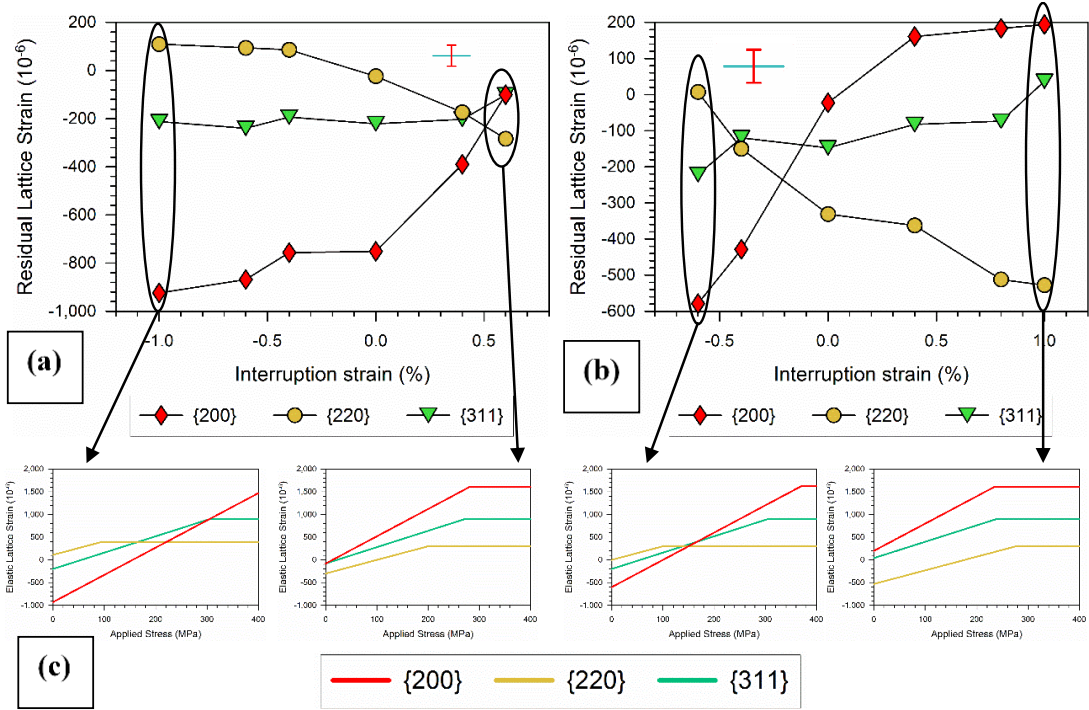 200
0
-200
-400
-600
-800
-1,000
Residual Lattice Strain (10⁻⁶)
-1.0 -0.5 0.0 0.5
Interruption strain (%)
(a)
{200} {220} {311}
200
100
0
-100
-200
-300
-400
-500
-600
Residual Lattice Strain (10⁻⁶)
-0.5 0.0 0.5 1.0
Interruption strain (%)
(b)
{200} {220} {311}
2,000
1,500
1,000
500
0
-500
-1,000
Elastic Lattice Strain (10⁻⁶)
0 100 200 300 400
Applied Stress (MPa)
2,000
1,500
1,000
500
0
-500
-1,000
Elastic Lattice Strain (10⁻⁶)
0 100 200 300 400
Applied Stress (MPa)
2,000
1,500
1,000
500
0
-500
-1,000
Elastic Lattice Strain (10⁻⁶)
0 100 200 300 400
Applied Stress (MPa)
2,000
1,500
1,000
500
0
-500
-1,000
Elastic Lattice Strain (10⁻⁶)
0 100 200 300 400
Applied Stress (MPa)
(c)
{200} {220} {311}